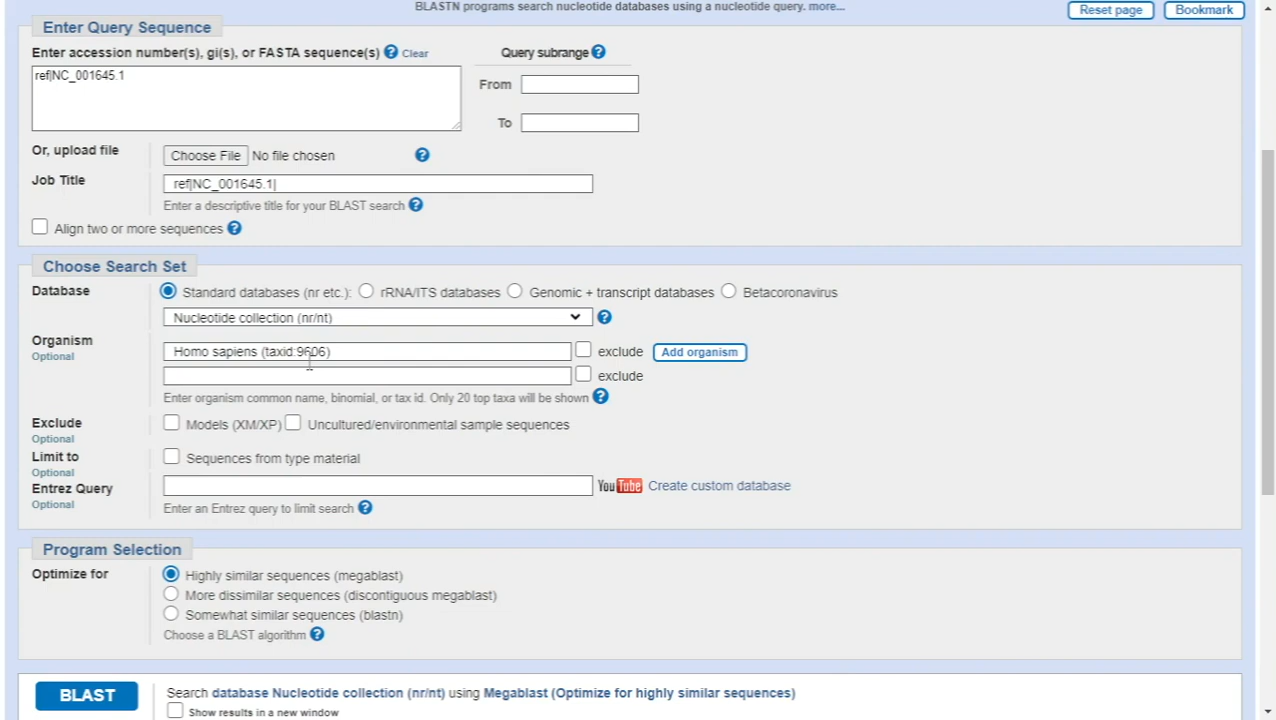 BLASTN programs search nucleotide databases using a nucleotide query. more...
Reset page Bookmark
Enter Query Sequence
Enter accession number(s), gi(s), or FASTA sequence(s) ? Clear Query subrange ?
ref|NC_001645.1
From
To
Or, upload file Choose File No file chosen ?
Job Title ref|NC_001645.1|
Enter a descriptive title for your BLAST search ?
Align two or more sequences ?
Choose Search Set
Database Standard databases (nr etc.): rRNA/ITS databases Genomic + transcript databases Betacoronavirus
Nucleotide collection (nr/nt) ?
Organism
Optional
Homo sapiens (taxid:9606) exclude Add organism
exclude
Enter organism common name, binomial, or tax id. Only 20 top taxa will be shown ?
Exclude
Optional
Models (XM/XP) Uncultured/environmental sample sequences
Limit to
Optional
Sequences from type material
Entrez Query
Optional
YouTube Create custom database
Enter an Entrez query to limit search ?
Program Selection
Optimize for Highly similar sequences (megablast)
More dissimilar sequences (discontiguous megablast)
Somewhat similar sequences (blastn)
Choose a BLAST algorithm ?
BLAST Search database Nucleotide collection (nr/nt) using Megablast (Optimize for highly similar sequences)
Show results in a new window